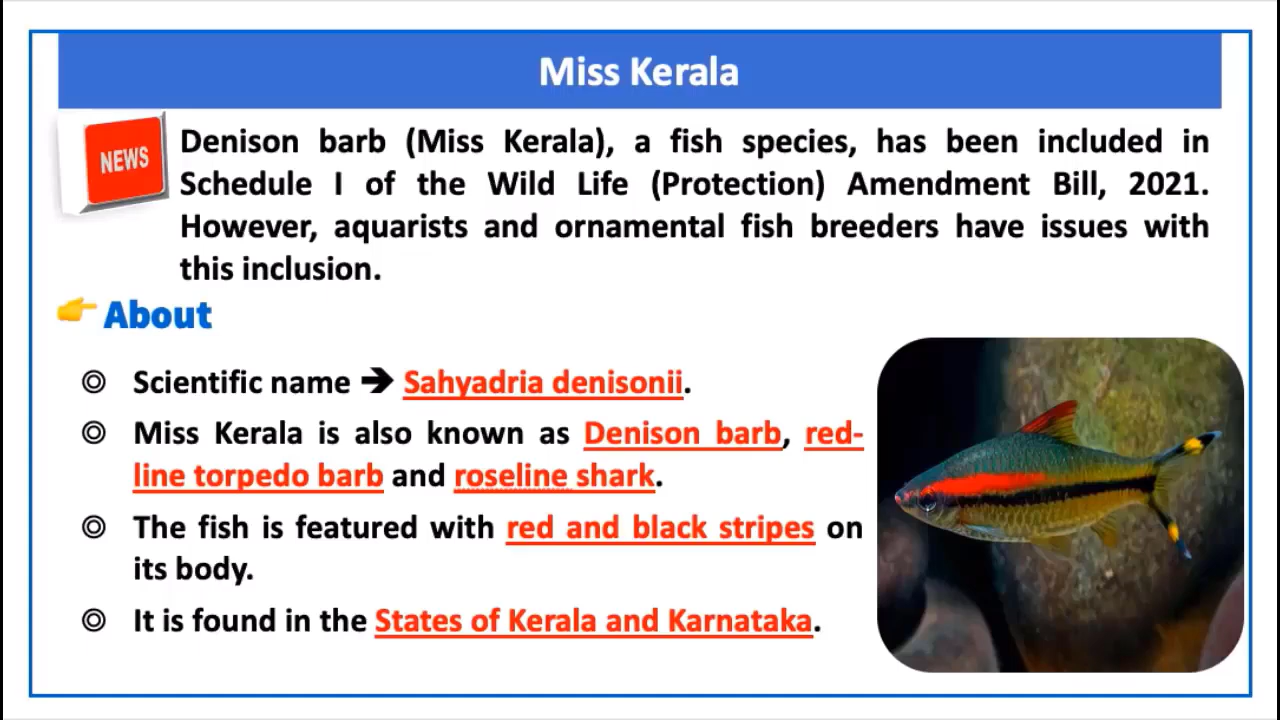 Miss Kerala
NEWS
Denison barb (Miss Kerala), a fish species, has been included in
Schedule I of the Wild Life (Protection) Amendment Bill, 2021.
However, aquarists and ornamental fish breeders have issues with
this inclusion.
About
Scientific name ➔ Sahyadria denisonii.
Miss Kerala is also known as Denison barb, red-
line torpedo barb and roseline shark.
The fish is featured with red and black stripes on
its body.
It is found in the States of Kerala and Karnataka.